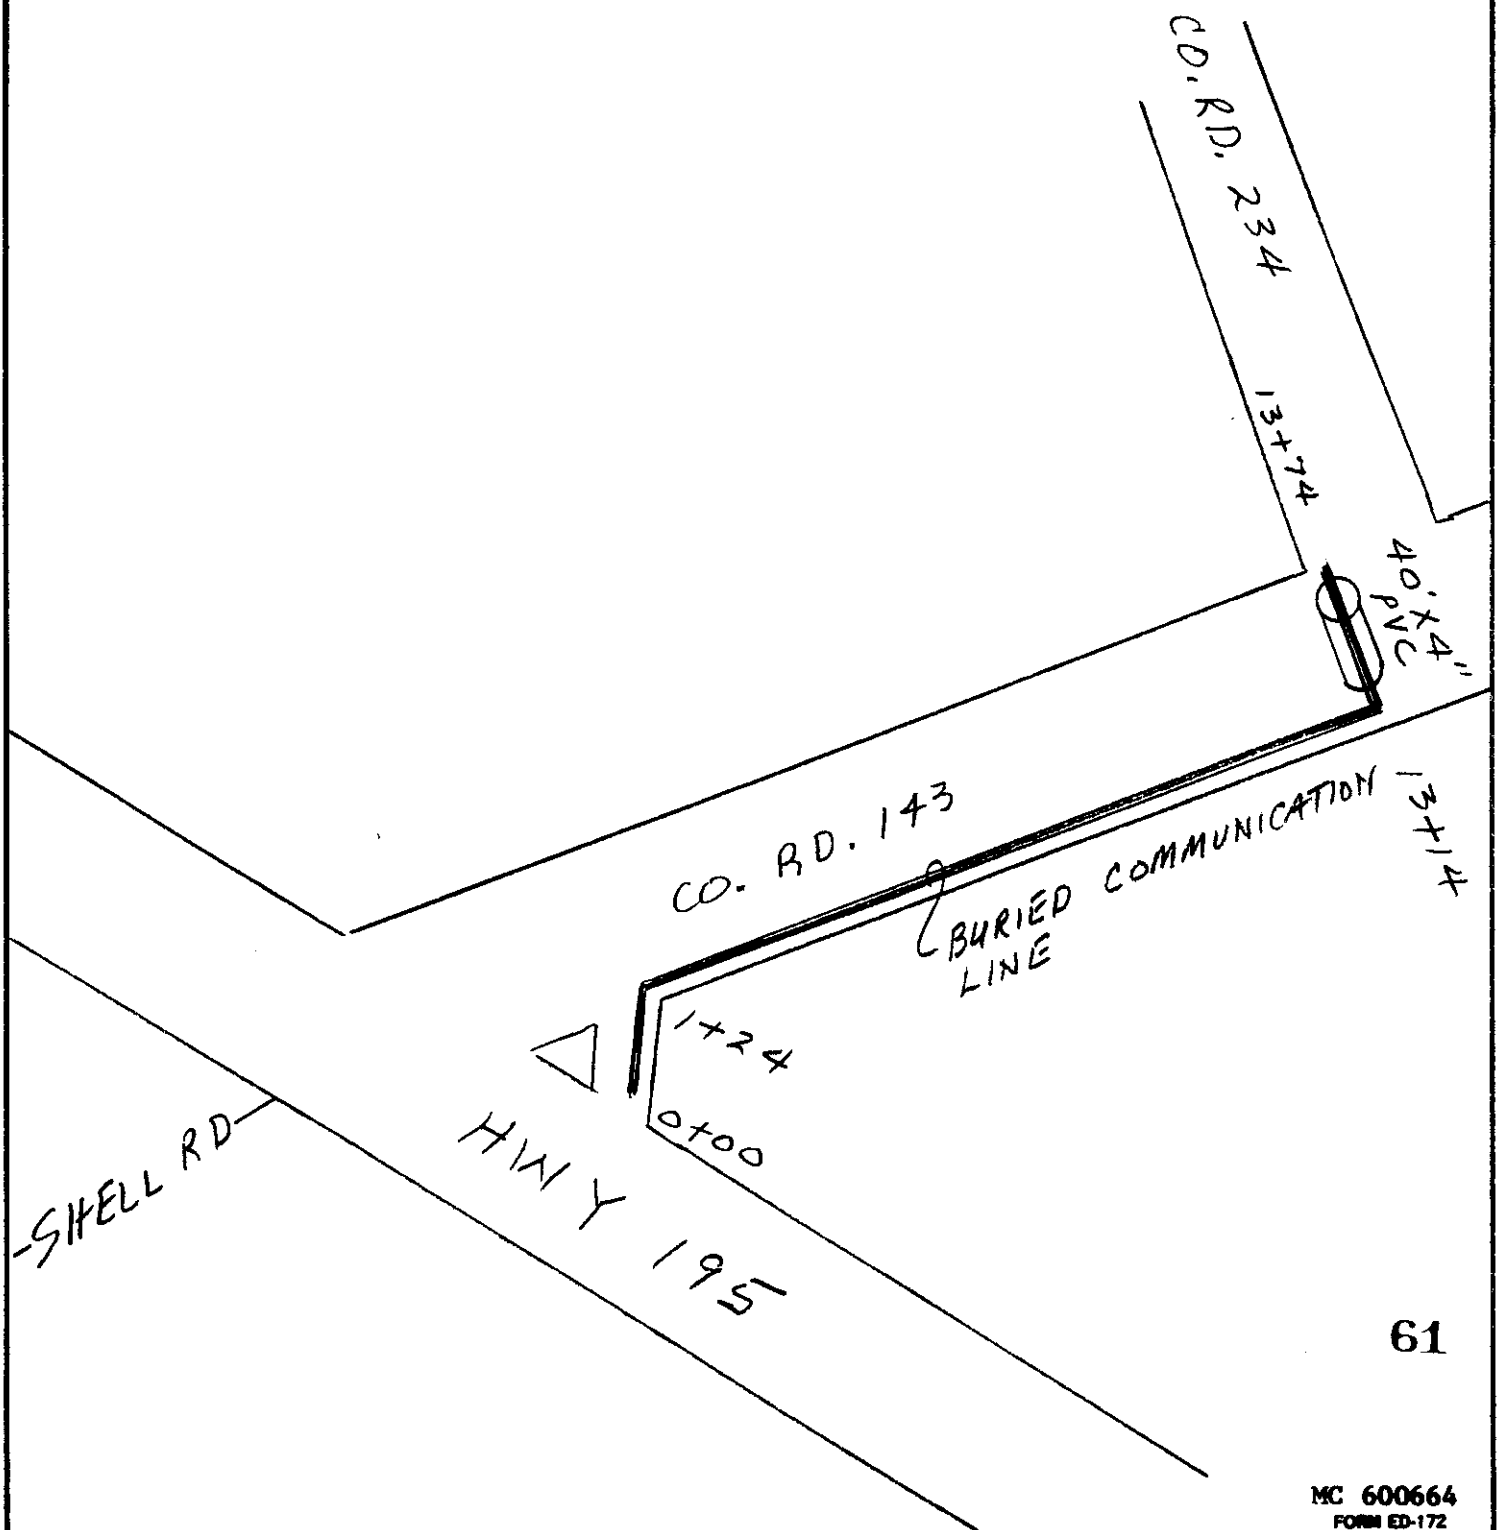 CO. RD. 234
13+74
40'X4"
PVC
CO. RD. 143
BURIED COMMUNICATION
LINE
13+14
1+24
0+00
SHELL RD
HWY 195
61
MC 600664
FORM ED-172